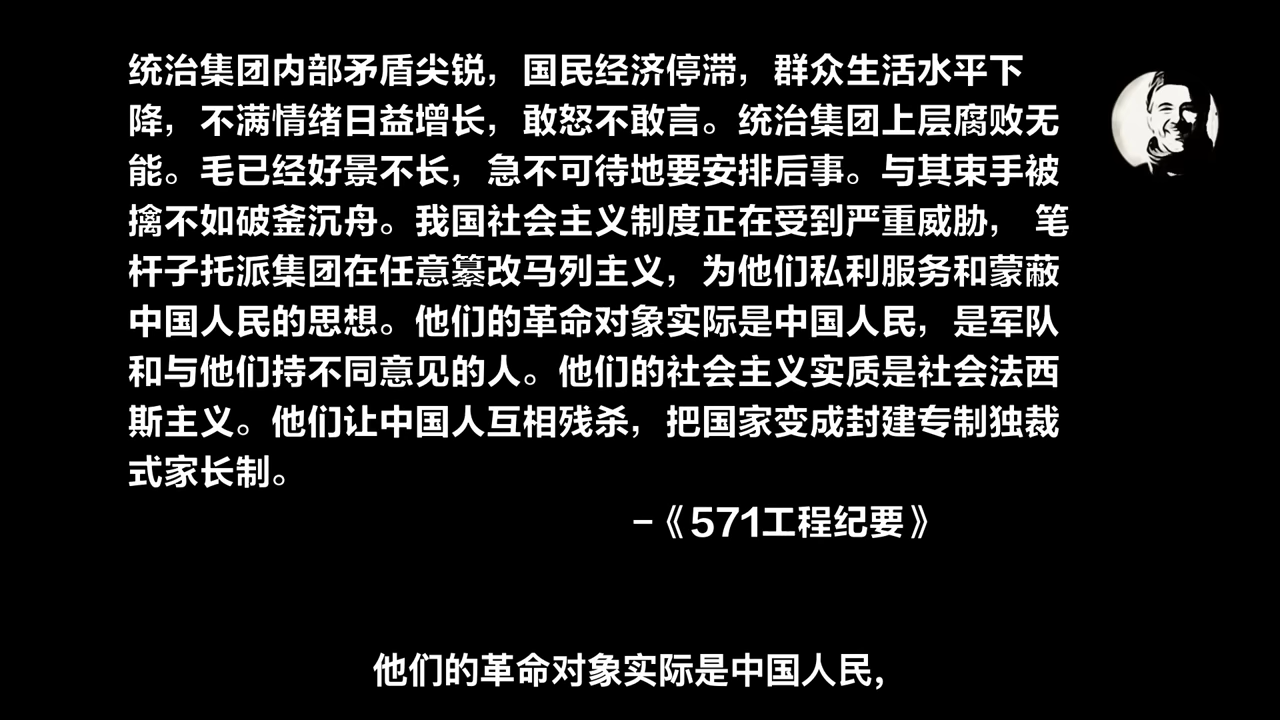 统治集团内部矛盾尖锐，国民经济停滞，群众生活水平下
降，不满情绪日益增长，敢怒不敢言。统治集团上层腐败无
能。毛已经好景不长，急不可待地要安排后事。与其束手被
擒不如破釜沉舟。我国社会主义制度正在受到严重威胁， 笔
杆子托派集团在任意纂改马列主义，为他们私利服务和蒙蔽
中国人民的思想。他们的革命对象实际是中国人民，是军队
和与他们持不同意见的人。他们的社会主义实质是社会法西
斯主义。他们让中国人互相残杀，把国家变成封建专制独裁
式家长制。
-《571工程纪要》
他们的革命对象实际是中国人民，